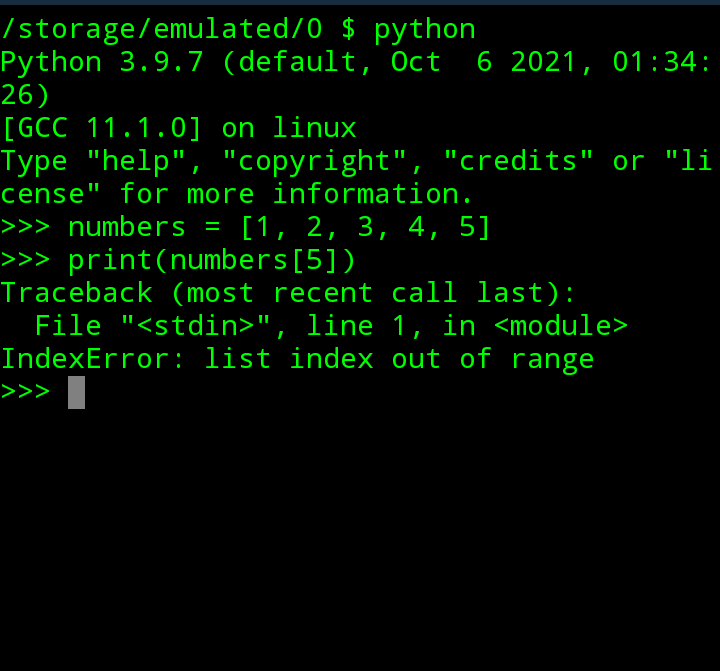 /storage/emulated/0 $ python
Python 3.9.7 (default, Oct  6 2021, 01:34:
26)
[GCC 11.1.0] on linux
Type "help", "copyright", "credits" or "li
cense" for more information.
>>> numbers = [1, 2, 3, 4, 5]
>>> print(numbers[5])
Traceback (most recent call last):
  File "<stdin>", line 1, in <module>
IndexError: list index out of range
>>>